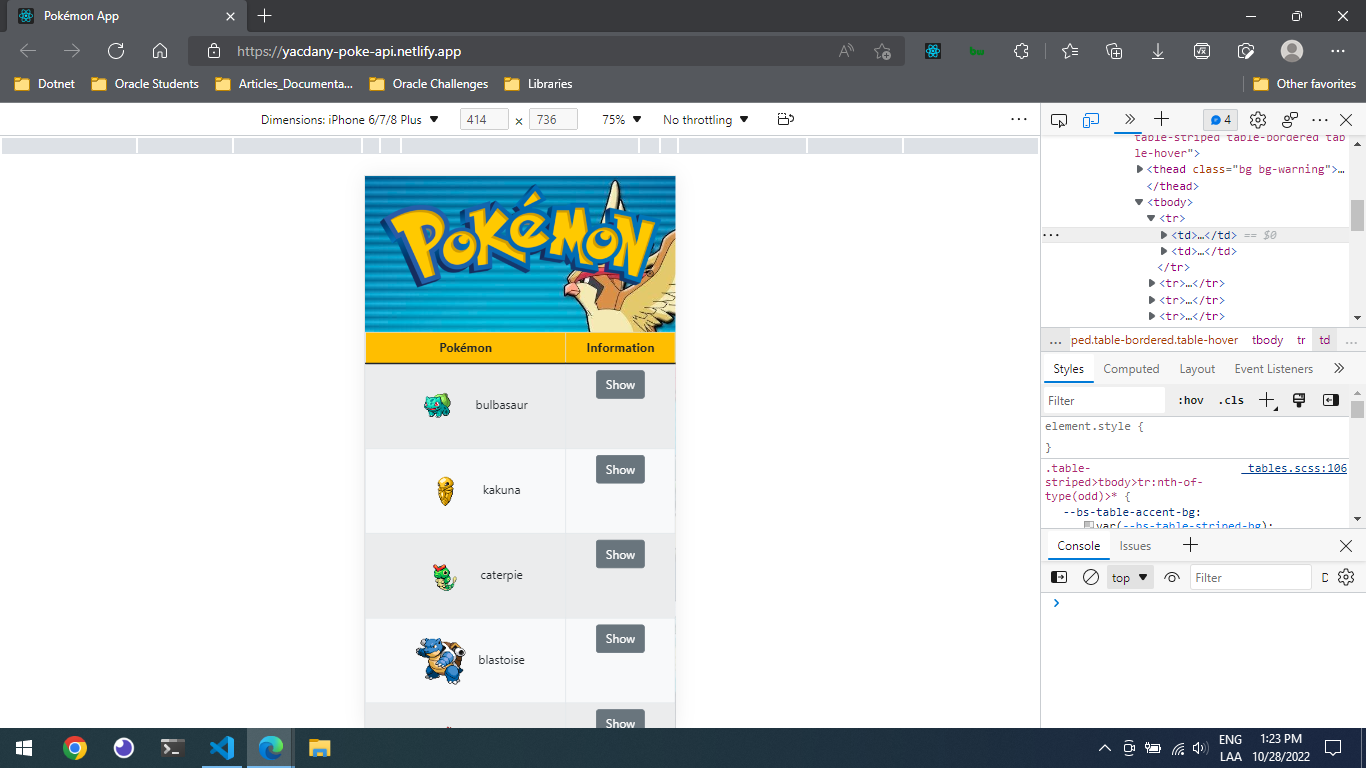 Pokémon App
https://yacdany-poke-api.netlify.app
Dotnet
Oracle Students
Articles_Documenta...
Oracle Challenges
Libraries
Other favorites
Dimensions: iPhone 6/7/8 Plus
414
×
736
75%
No throttling
4
table-striped table-bordered tab
le-hover">
<thead class="bg bg-warning">…
</thead>
<tbody>
<tr>
<td>…</td> == $0
<td>…</td>
</tr>
<tr>…</tr>
<tr>…</tr>
<tr>…</tr>
... ped.table-bordered.table-hover tbody tr td ...
Styles
Computed
Layout
Event Listeners
Filter
:hov
.cls
element.style {
}
.table-
striped>tbody>tr:nth-of-
type(odd)>* {
_tables.scss:106
--bs-table-accent-bg:
var(--bs-table-striped-bg);
Console
Issues
top
Filter
D
Pokémon
Pokémon
Information
bulbasaur
Show
kakuna
Show
caterpie
Show
blastoise
Show
Show
ENG
LAA
1:23 PM
10/28/2022